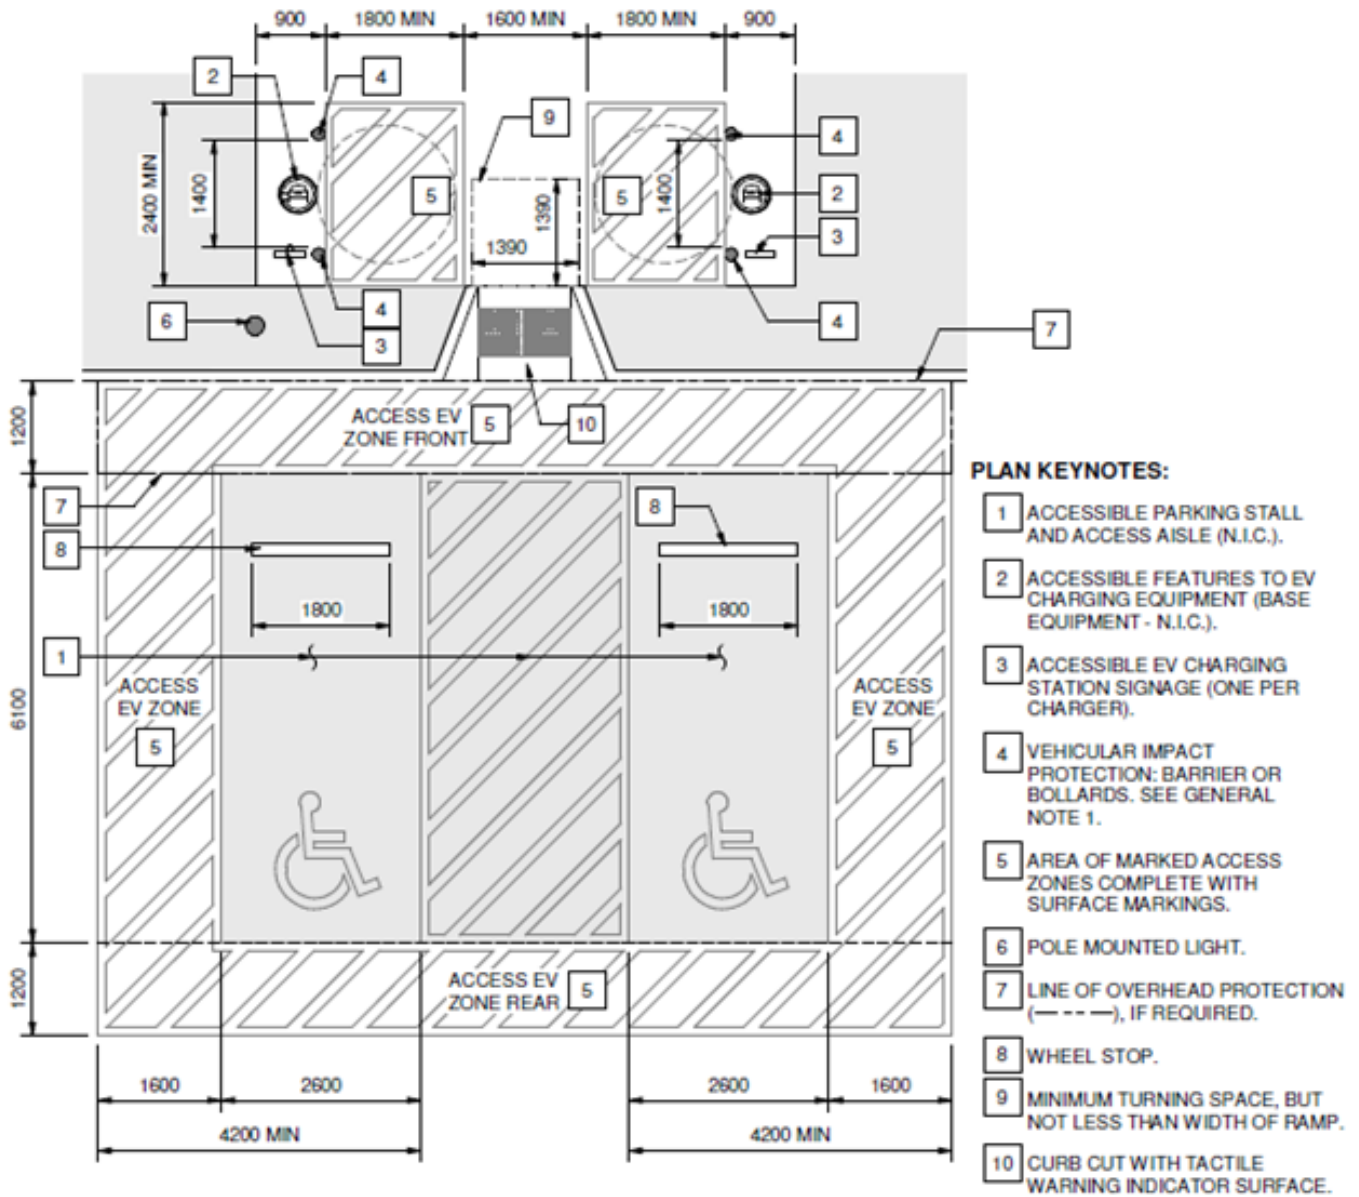 900 1800 MIN 1600 MIN 1800 MIN 900
2 4
9
4
2400 MIN
1400
5
1390
1390
5
1400
2
3
4
6
4
3
7
1200
ACCESS EV
ZONE FRONT
5
10
7
8
8
1800
1800
1
6100
ACCESS
EV ZONE
5
ACCESS
EV ZONE
5
1200
ACCESS EV
ZONE REAR
5
1600 2600 2600 1600
4200 MIN 4200 MIN
PLAN KEYNOTES:
1 ACCESSIBLE PARKING STALL
AND ACCESS AISLE (N.I.C.).
2 ACCESSIBLE FEATURES TO EV
CHARGING EQUIPMENT (BASE
EQUIPMENT - N.I.C.).
3 ACCESSIBLE EV CHARGING
STATION SIGNAGE (ONE PER
CHARGER).
4 VEHICULAR IMPACT
PROTECTION: BARRIER OR
BOLLARDS. SEE GENERAL
NOTE 1.
5 AREA OF MARKED ACCESS
ZONES COMPLETE WITH
SURFACE MARKINGS.
6 POLE MOUNTED LIGHT.
7 LINE OF OVERHEAD PROTECTION
(— - - —), IF REQUIRED.
8 WHEEL STOP.
9 MINIMUM TURNING SPACE, BUT
NOT LESS THAN WIDTH OF RAMP.
10 CURB CUT WITH TACTILE
WARNING INDICATOR SURFACE.